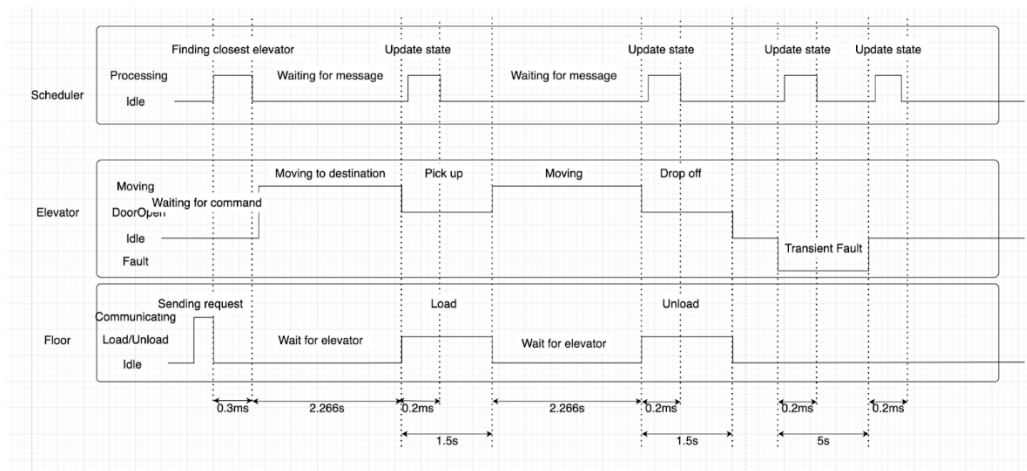 Finding closest elevator
Update state
Update state
Update state
Update state
Processing
Waiting for message
Waiting for message
Scheduler
Idle
Moving to destination
Pick up
Moving
Drop off
Moving
Waiting for command
Elevator
DoorOpen
Idle
Transient Fault
Fault
Sending request
Load
Unload
Communicating
Floor
Load/Unload
Wait for elevator
Wait for elevator
Idle
0.3ms
2.266s
0.2ms
2.266s
0.2ms
0.2ms
0.2ms
1.5s
1.5s
5s